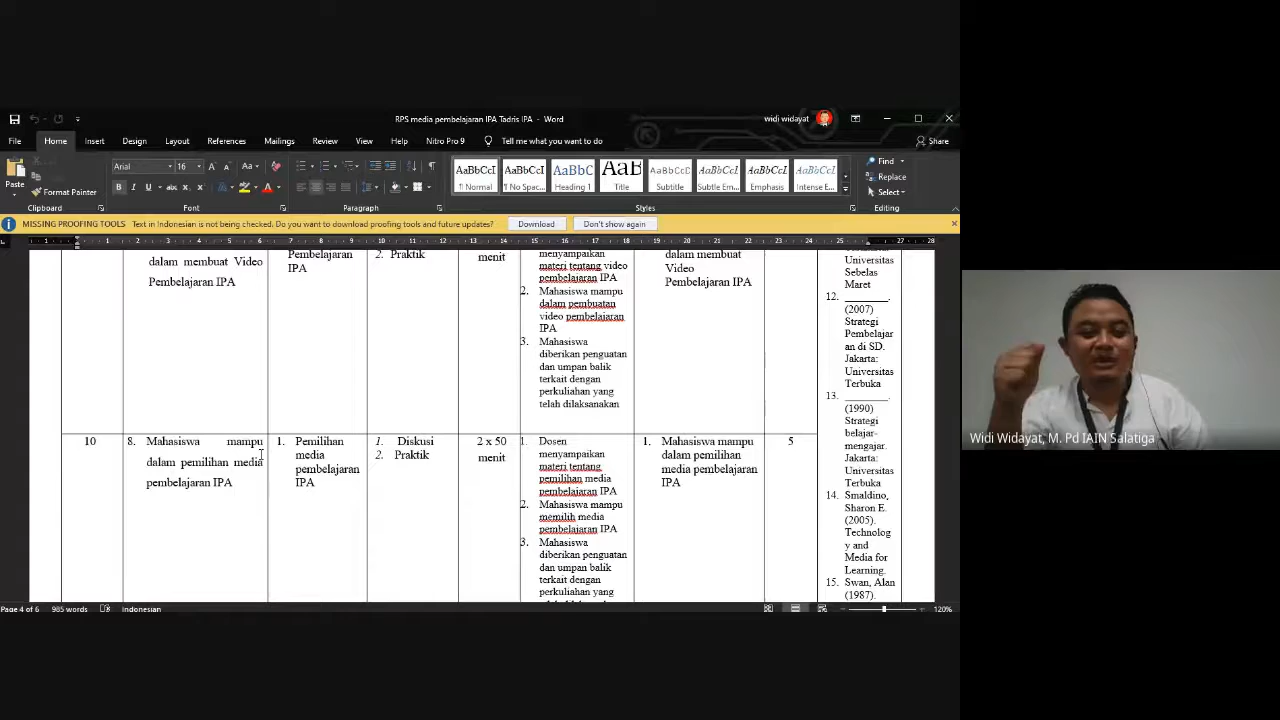 RPS media pembelajaran IPA Tadris IPA - Word
widi widayat
File Home Insert Design Layout References Mailings Review View Nitro Pro 9 Tell me what you want to do Share
Arial 16
Paste
Format Painter
Clipboard Font Paragraph Styles Editing
AaBbCcI ¶ Normal
AaBbCcI ¶ No Spac...
AaBbC Heading 1
AaB Title
AaBbCcD Subtitle
AaBbCcI Subtle Em...
AaBbCcI Emphasis
AaBbCcI Intense E...
Find
Replace
Select
MISSING PROOFING TOOLS Text in Indonesian is not being checked. Do you want to download proofing tools and future updates? Download Don't show again
dalam membuat Video
Pembelajaran IPA
Pembelajaran
IPA
2. Praktik
menit
menyampaikan
materi tentang video
pembelajaran IPA
2. Mahasiswa mampu
dalam pembuatan
video pembelajaran
IPA
3. Mahasiswa
diberikan penguatan
dan umpan balik
terkait dengan
perkuliahan yang
telah dilaksanakan
dalam membuat
Video
Pembelajaran IPA
Universitas
Sebelas
Maret
12. ________.
(2007)
Strategi
Pembelajar
an di SD.
Jakarta:
Universitas
Terbuka
13. ________.
(1990)
Strategi
belajar-
mengajar.
Jakarta:
Universitas
Terbuka
14. Smaldino,
Sharon E.
(2005).
Technolog
y and
Media for
Learning.
15. Swan, Alan
(1987).
10
8. Mahasiswa mampu
dalam pemilihan media
pembelajaran IPA
1. Pemilihan
media
pembelajaran
IPA
1. Diskusi
2. Praktik
2 x 50
menit
1. Dosen
menyampaikan
materi tentang
pemilihan media
pembelajaran IPA
2. Mahasiswa mampu
memilih media
pembelajaran IPA
3. Mahasiswa
diberikan penguatan
dan umpan balik
terkait dengan
perkuliahan yang
1. Mahasiswa mampu
dalam pemilihan
media pembelajaran
IPA
5
Page 4 of 6 985 words Indonesian 120%
Widi Widayat, M. Pd IAIN Salatiga